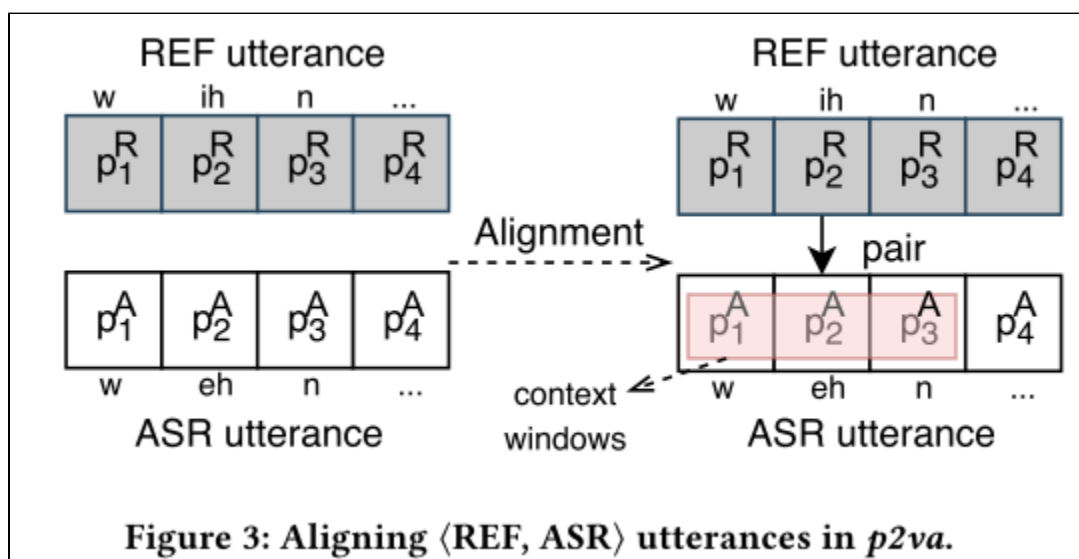 REF utterance
w ih n ...
p₁ᴿ p₂ᴿ p₃ᴿ p₄ᴿ
Alignment
p₁ᴬ p₂ᴬ p₃ᴬ p₄ᴬ
w eh n ...
ASR utterance
REF utterance
w ih n ...
p₁ᴿ p₂ᴿ p₃ᴿ p₄ᴿ
pair
p₁ᴬ p₂ᴬ p₃ᴬ p₄ᴬ
w eh n ...
context
windows
ASR utterance
Figure 3: Aligning ⟨REF, ASR⟩ utterances in p2va.